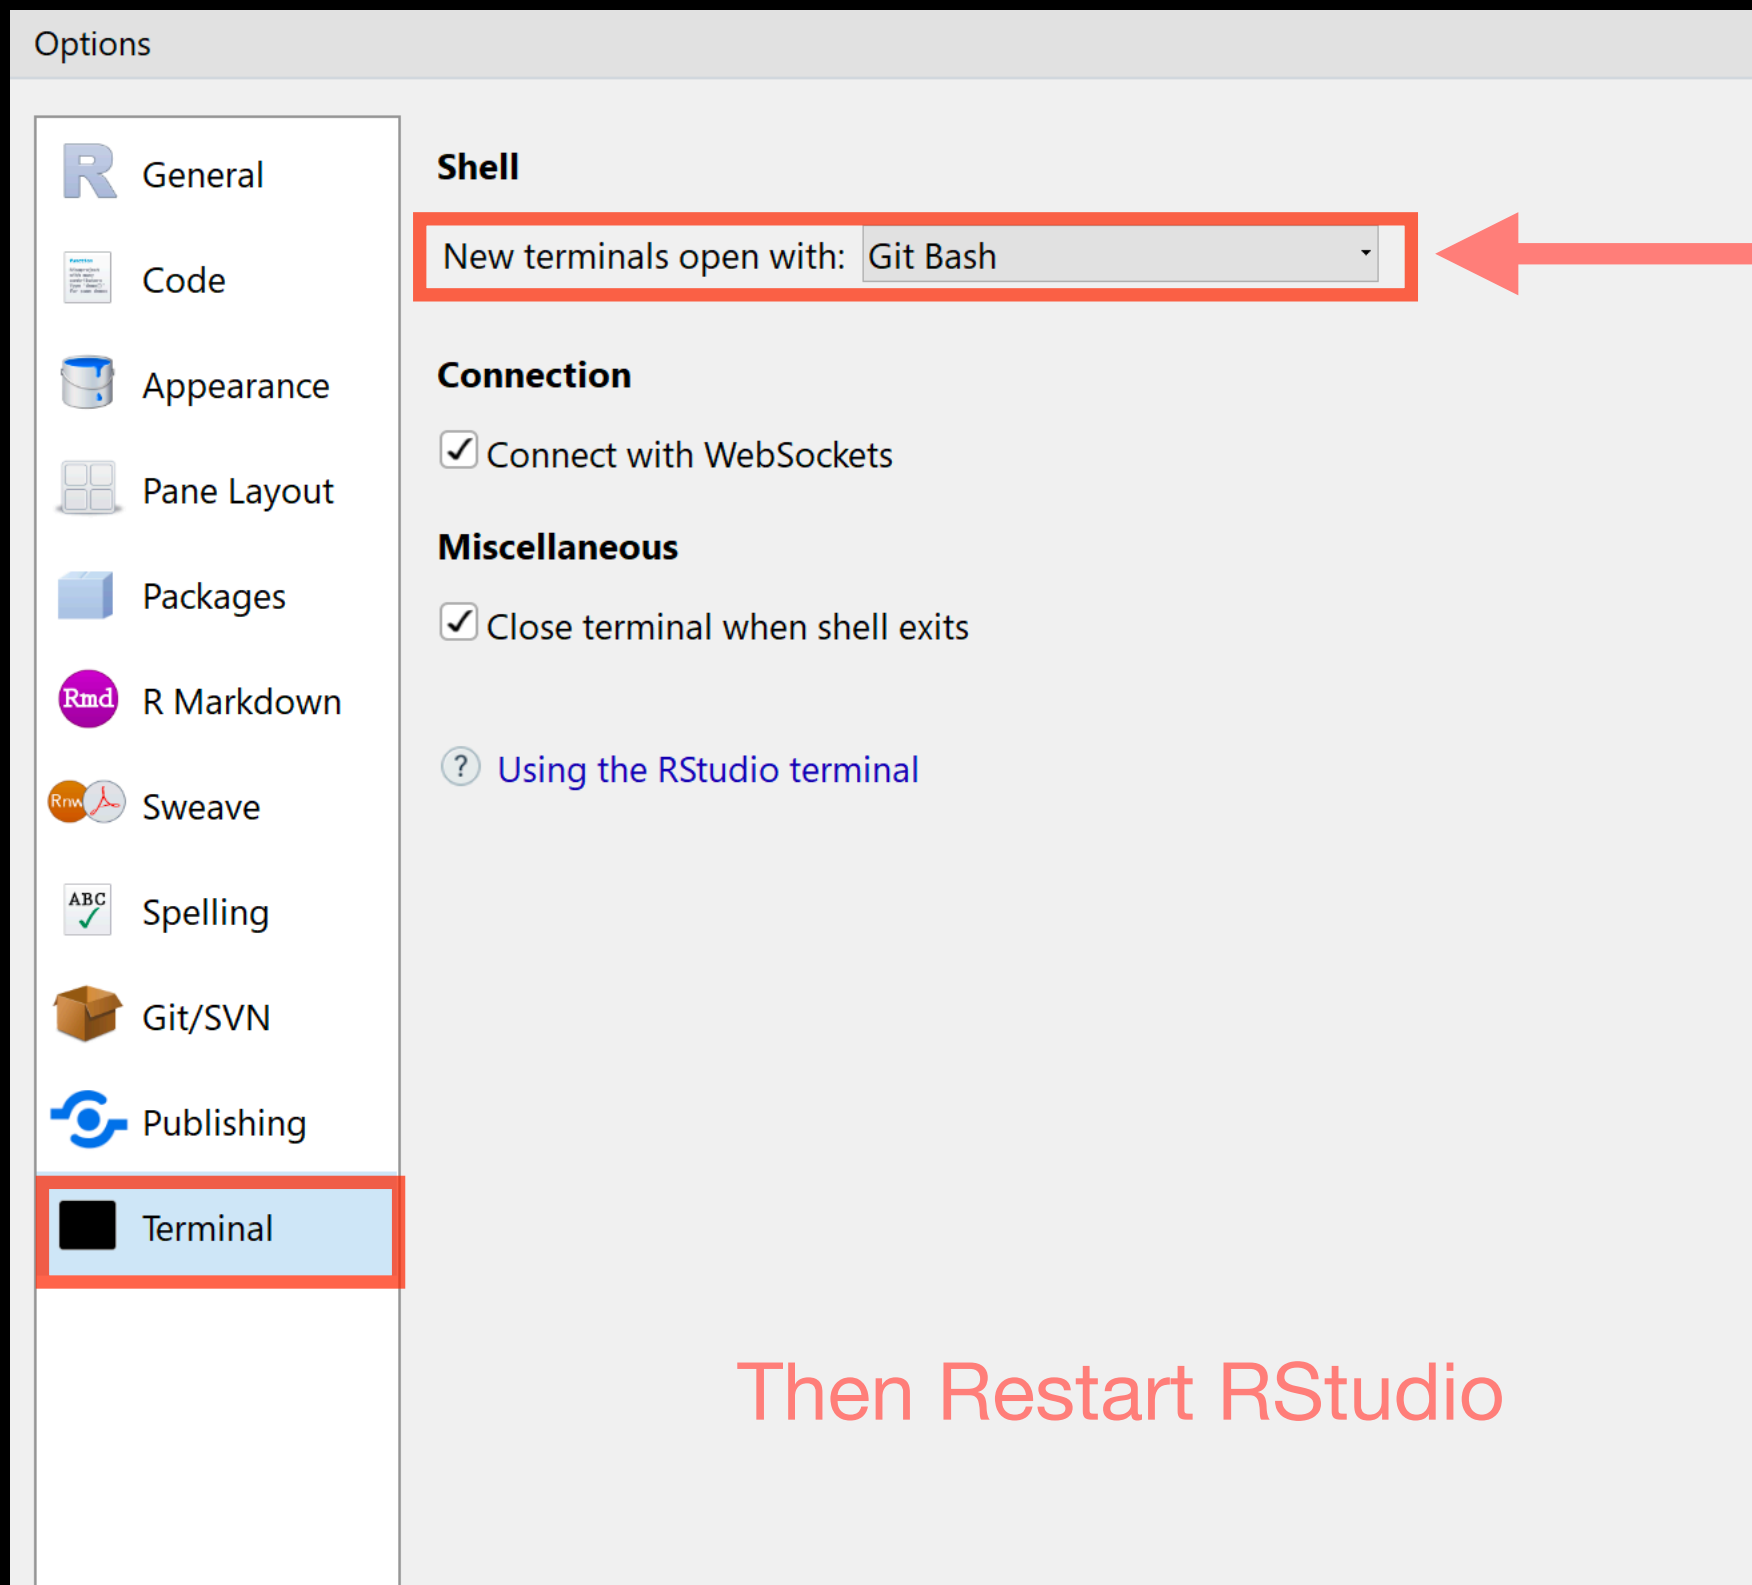 Options
General
Code
Appearance
Pane Layout
Packages
Rmd
R Markdown
Rnw
Sweave
ABC
Spelling
Git/SVN
Publishing
Terminal
Shell
New terminals open with: Git Bash
Connection
Connect with WebSockets
Miscellaneous
Close terminal when shell exits
? Using the RStudio terminal
Then Restart RStudio